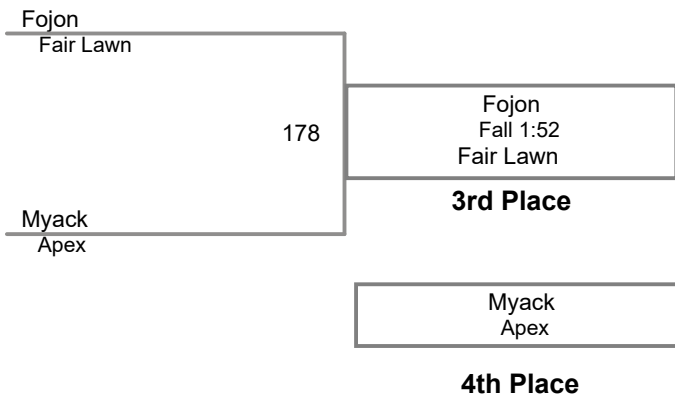 Fojon
Fair Lawn
178
Fojon
Fall 1:52
Fair Lawn
3rd Place
Myack
Apex
Myack
Apex
4th Place